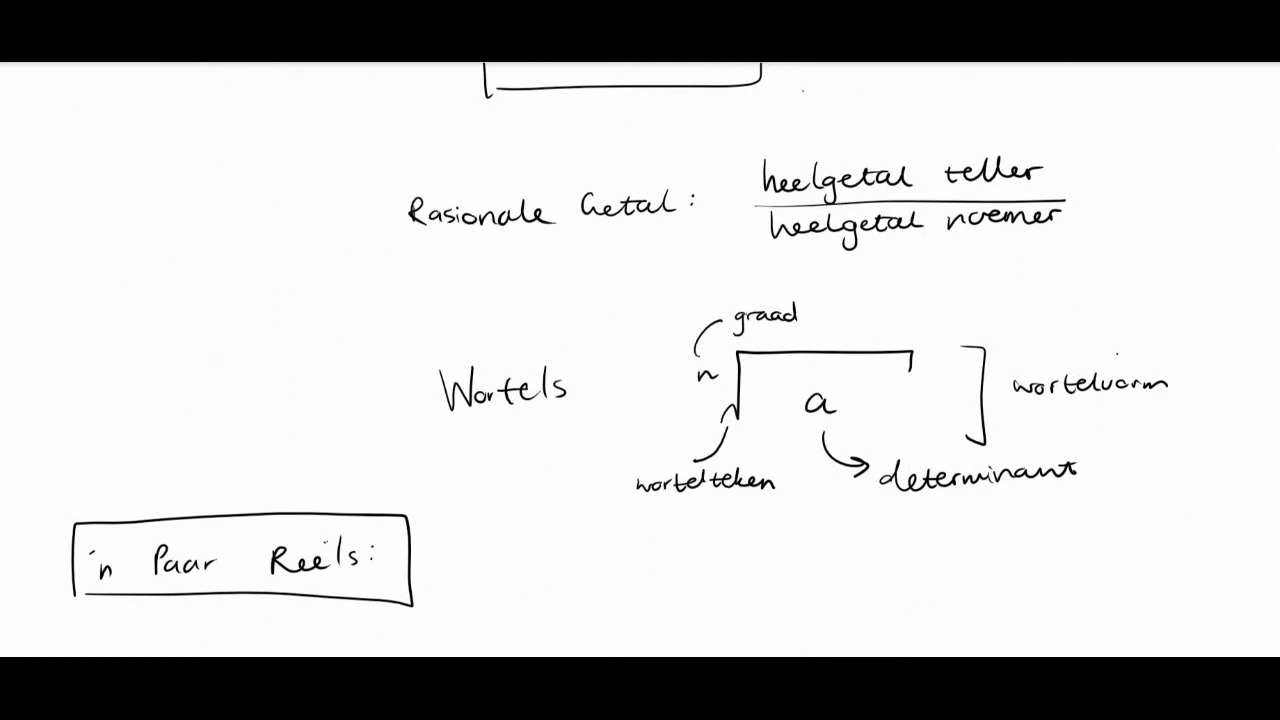 Rasionale Getal: heelgetal teller
heelgetal noemer
graad
n
Wortels
a
wortelvorm
wortelteken
determinant
'n Paar Reëls: